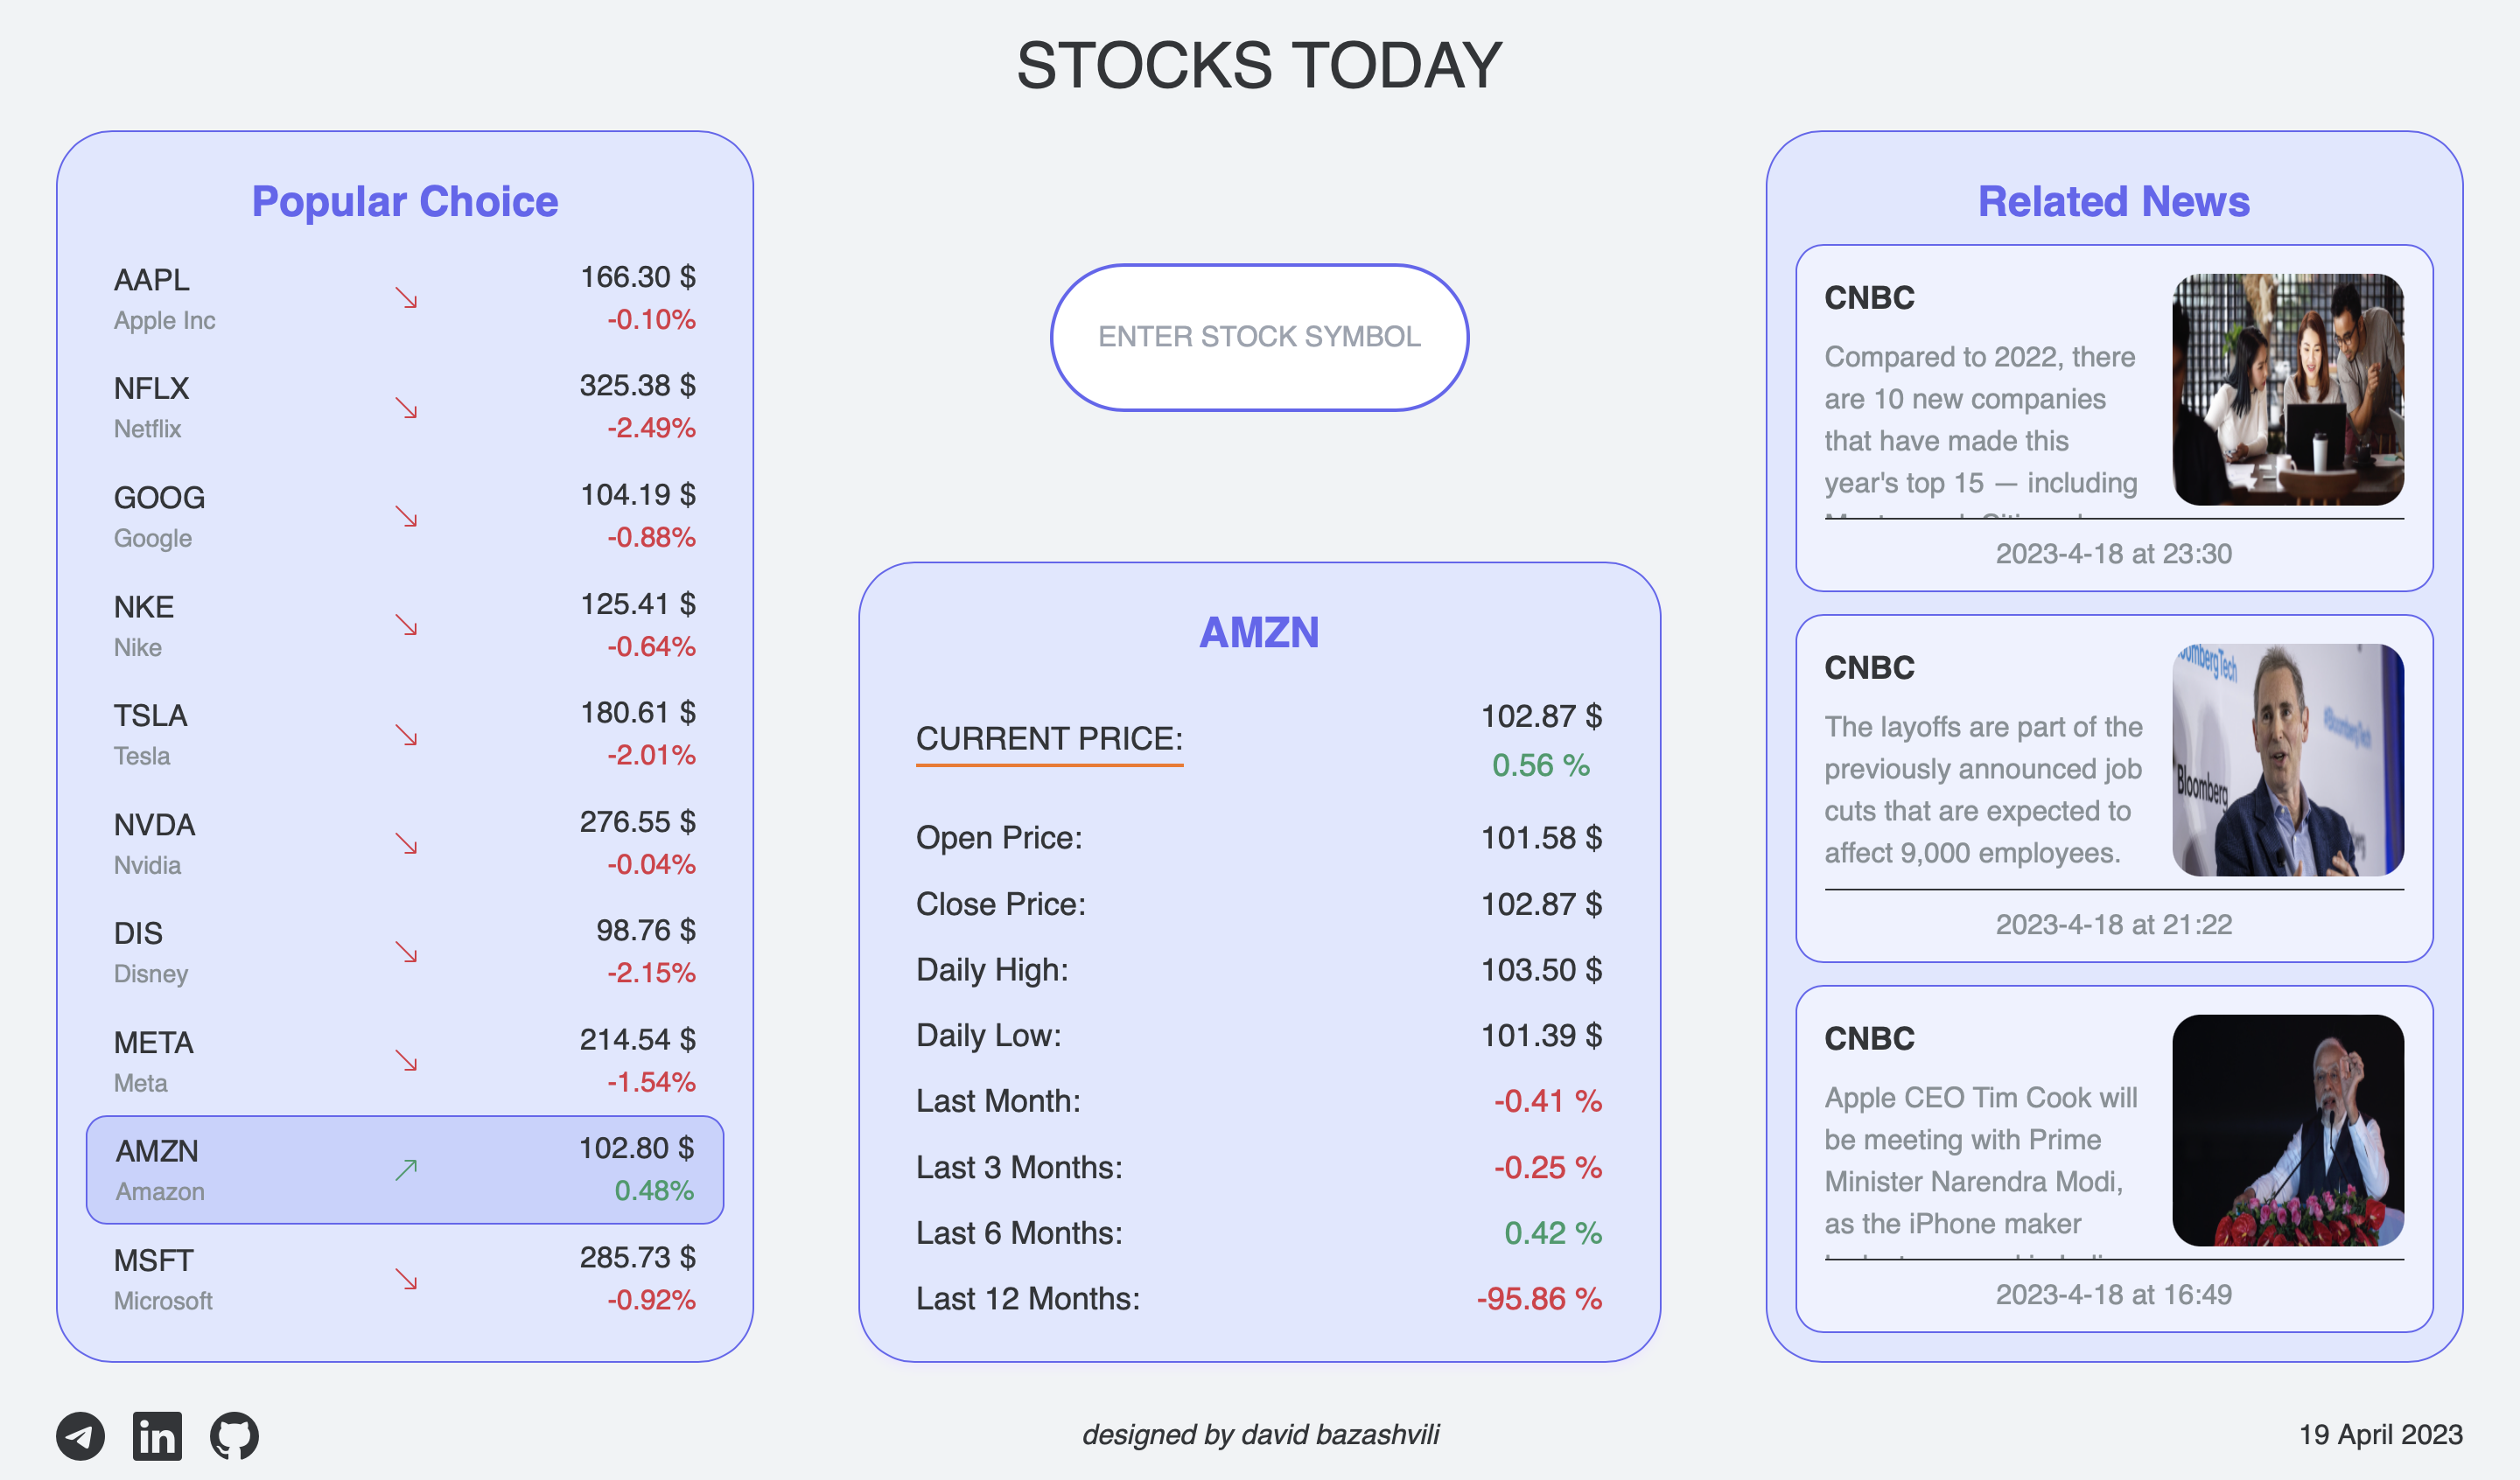 STOCKS TODAY
Popular Choice
AAPL
Apple Inc
166.30 $
-0.10%
NFLX
Netflix
325.38 $
-2.49%
GOOG
Google
104.19 $
-0.88%
NKE
Nike
125.41 $
-0.64%
TSLA
Tesla
180.61 $
-2.01%
NVDA
Nvidia
276.55 $
-0.04%
DIS
Disney
98.76 $
-2.15%
META
Meta
214.54 $
-1.54%
AMZN
Amazon
102.80 $
0.48%
MSFT
Microsoft
285.73 $
-0.92%
ENTER STOCK SYMBOL
AMZN
CURRENT PRICE:
102.87 $
0.56 %
Open Price: 101.58 $
Close Price: 102.87 $
Daily High: 103.50 $
Daily Low: 101.39 $
Last Month: -0.41 %
Last 3 Months: -0.25 %
Last 6 Months: 0.42 %
Last 12 Months: -95.86 %
Related News
CNBC
Compared to 2022, there
are 10 new companies
that have made this
year's top 15 — including
2023-4-18 at 23:30
CNBC
The layoffs are part of the
previously announced job
cuts that are expected to
affect 9,000 employees.
oombergTech
#BloombergTech
Bloomberg
2023-4-18 at 21:22
CNBC
Apple CEO Tim Cook will
be meeting with Prime
Minister Narendra Modi,
as the iPhone maker
2023-4-18 at 16:49
in
designed by david bazashvili
19 April 2023